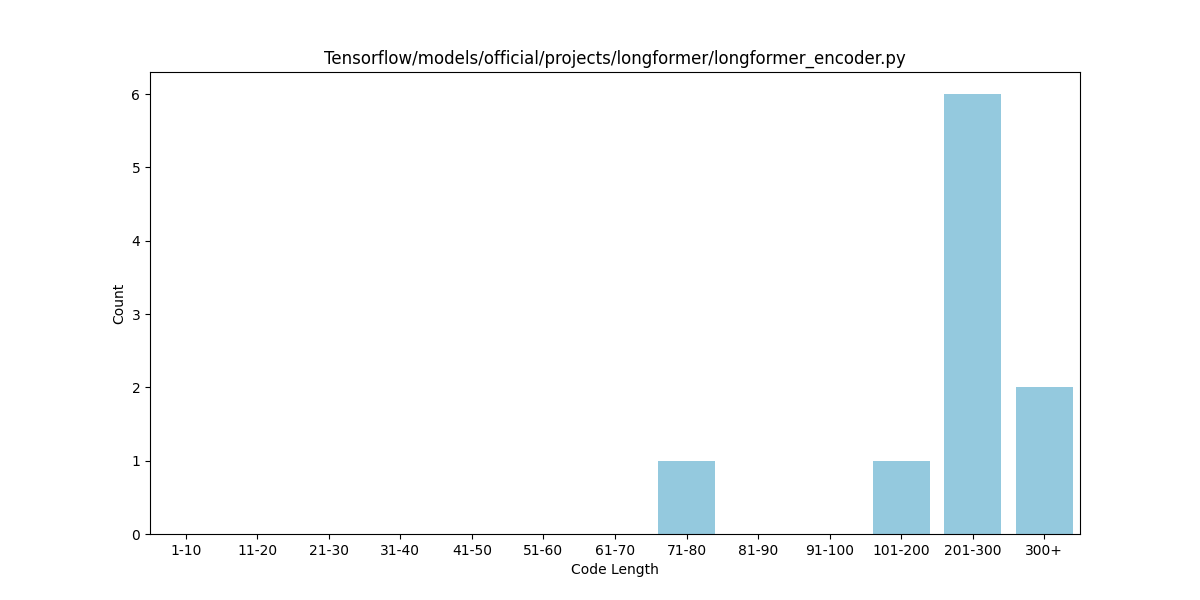 Tensorflow/models/official/projects/longformer/longformer_encoder.py
Count
6
5
4
3
2
1
0
1-10 11-20 21-30 31-40 41-50 51-60 61-70 71-80 81-90 91-100 101-200 201-300 300+
Code Length